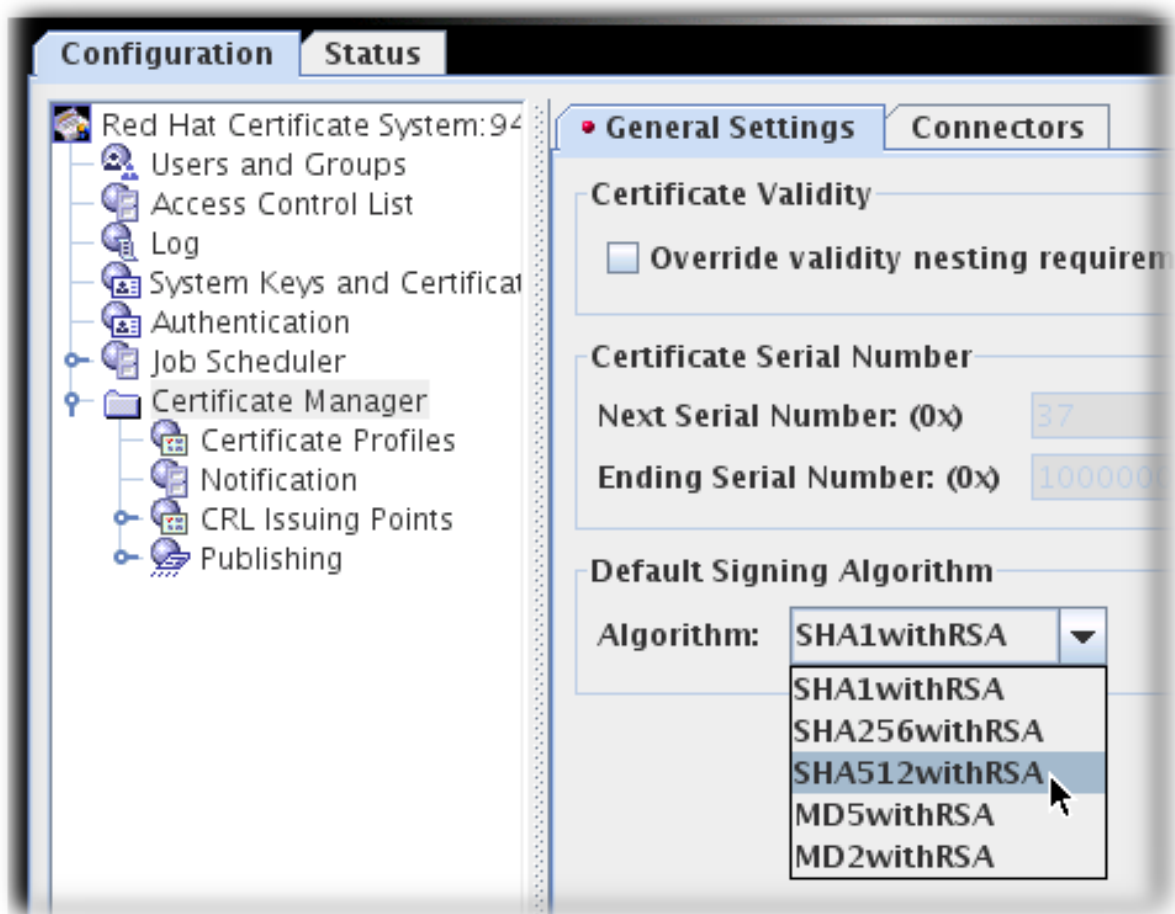 Configuration
Status
Red Hat Certificate System:94
Users and Groups
Access Control List
Log
System Keys and Certificat
Authentication
Job Scheduler
Certificate Manager
Certificate Profiles
Notification
CRL Issuing Points
Publishing
General Settings
Connectors
Certificate Validity
Override validity nesting requirem
Certificate Serial Number
Next Serial Number: (0x) 37
Ending Serial Number: (0x) 1000000
Default Signing Algorithm
Algorithm: SHA1withRSA
SHA1withRSA
SHA256withRSA
SHA512withRSA
MD5withRSA
MD2withRSA